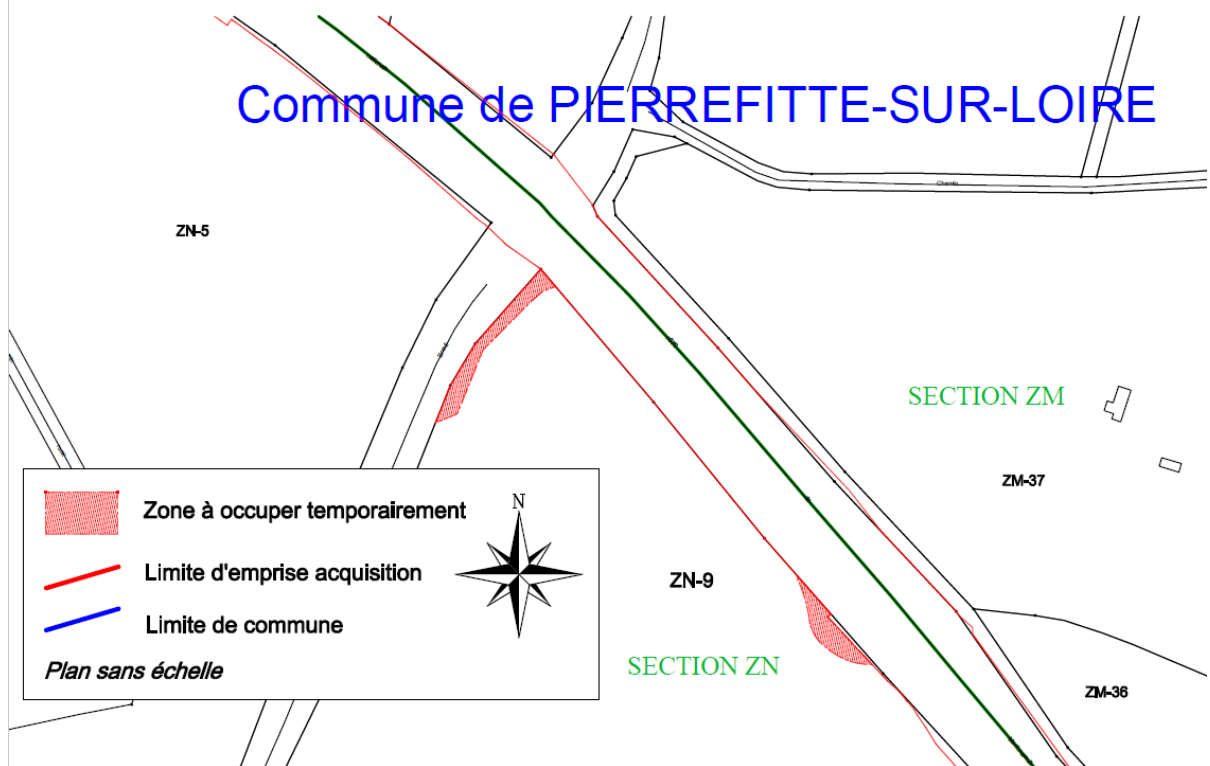 Commune de PIERREFITTE-SUR-LOIRE
Chemin
ZN-5
SECTION ZM
ZM-37
Zone à occuper temporairement
N
Limite d'emprise acquisition
ZN-9
Limite de commune
SECTION ZN
Plan sans échelle
ZM-36